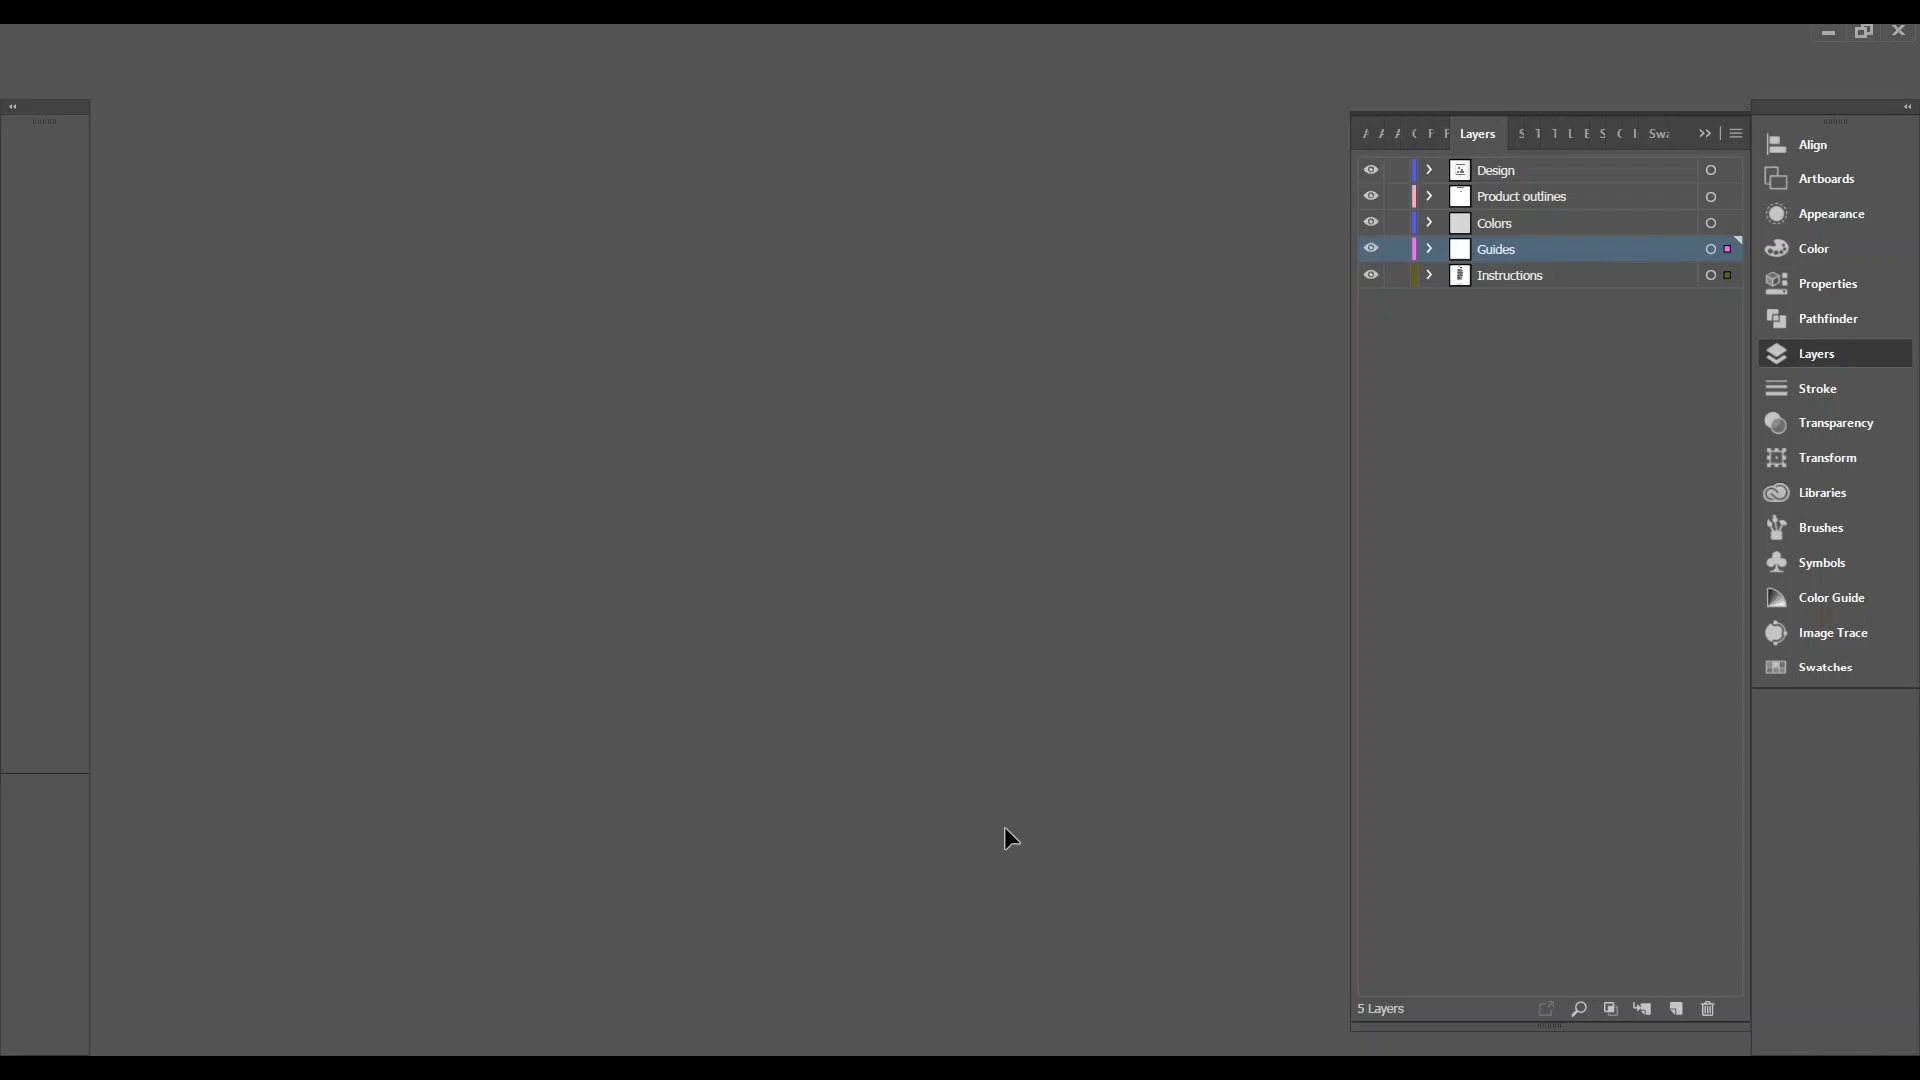 Layers
Swa
Design
Product outlines
Colors
Guides
Instructions
5 Layers
Align
Artboards
Appearance
Color
Properties
Pathfinder
Layers
Stroke
Transparency
Transform
Libraries
Brushes
Symbols
Color Guide
Image Trace
Swatches